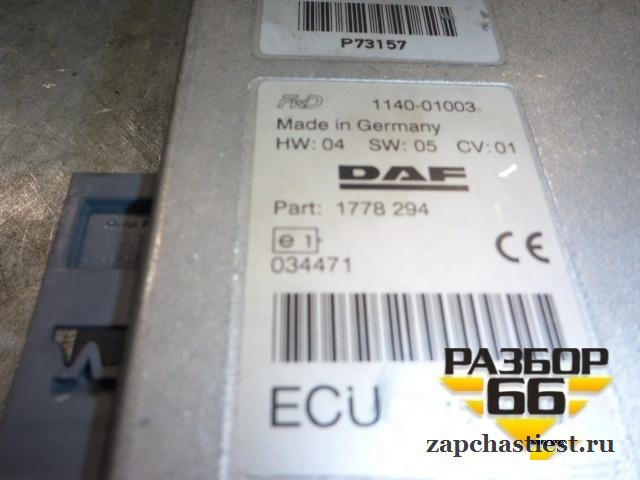 P73157
1140-01003
Made in Germany
HW: 04 SW: 05 CV: 01
DAF
Part: 1778 294
e 1
034471
CE
ECU
РАЗБОР
66
zapchastiest.ru